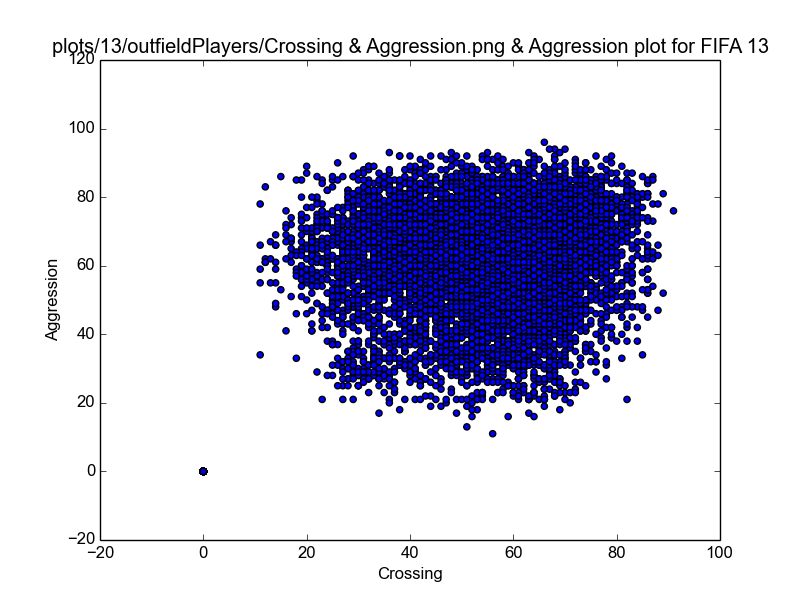 plots/13/outfieldPlayers/Crossing & Aggression.png & Aggression plot for FIFA 13
120
100
80
60
40
20
0
−20
Aggression
−20 0 20 40 60 80 100
Crossing